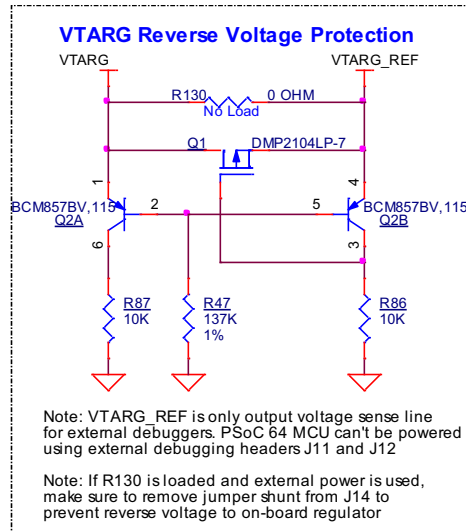 VTARG Reverse Voltage Protection
VTARG
VTARG_REF
R130
0 OHM
No Load
Q1
DMP2104LP-7
1
4
BCM857BV,115
Q2A
2
5
BCM857BV,115
Q2B
6
3
R87
10K
R47
137K
1%
R86
10K
Note: VTARG_REF is only output voltage sense line
for external debuggers. PSoC 64 MCU can't be powered
using external debugging headers J11 and J12
Note: If R130 is loaded and external power is used,
make sure to remove jumper shunt from J14 to
prevent reverse voltage to on-board regulator